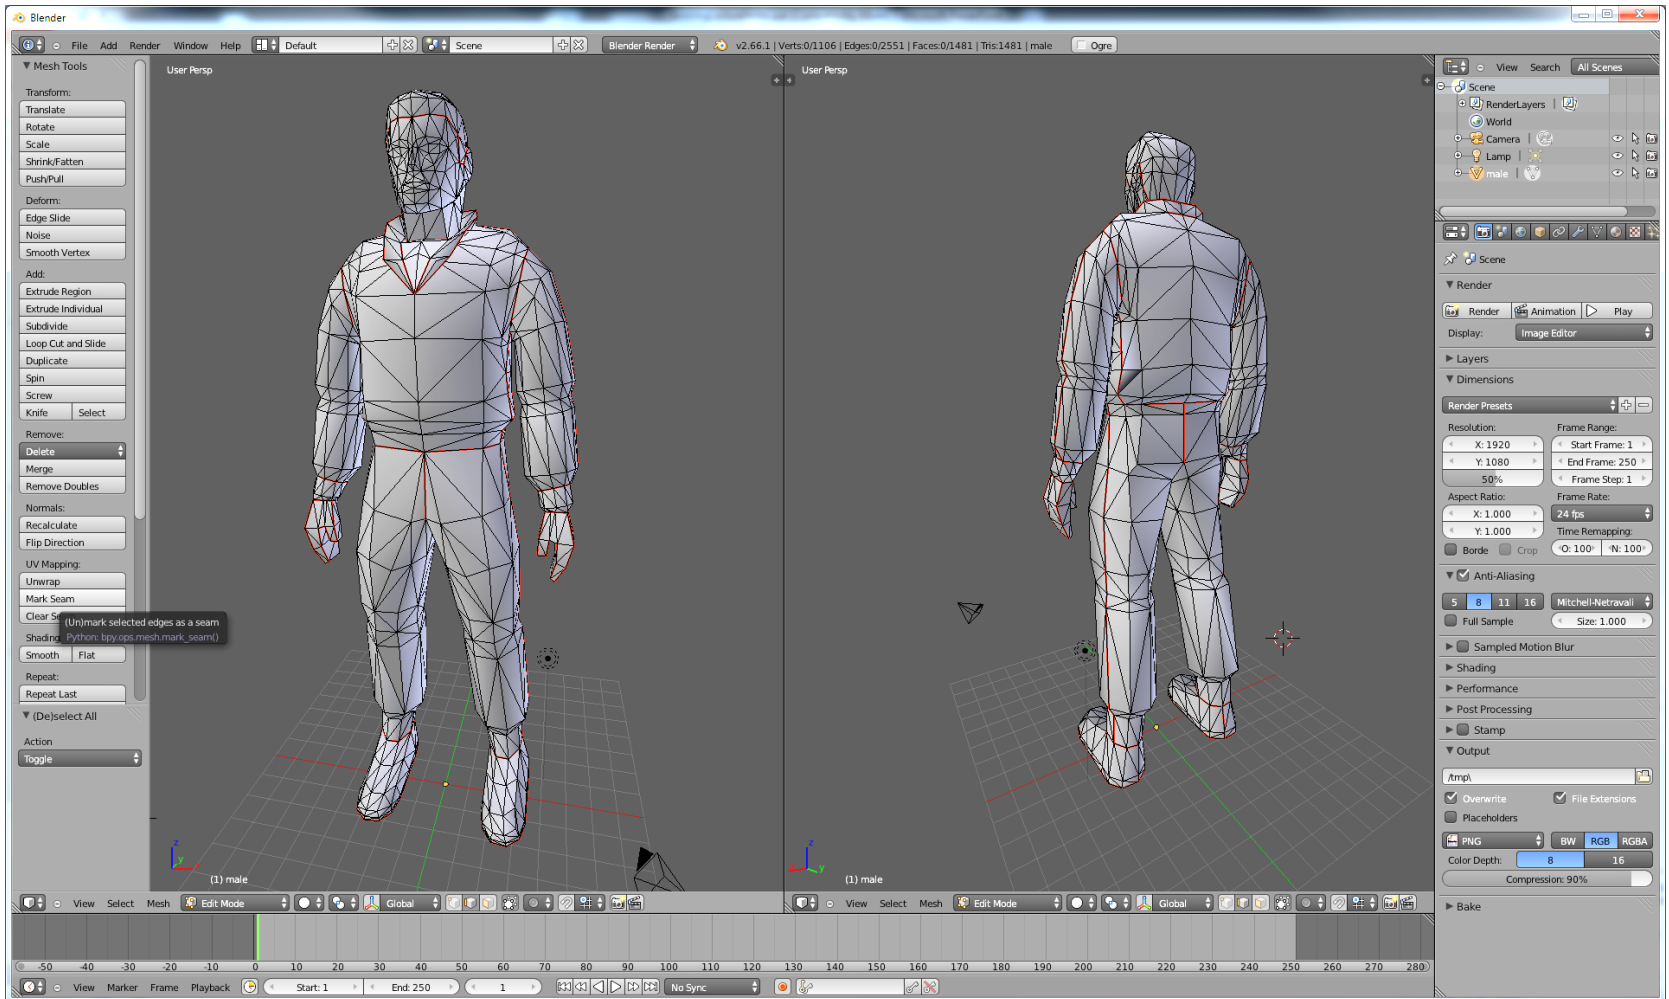 Blender
File Add Render Window Help Default Scene Blender Render v2.66.1 | Verts:0/1106 | Edges:0/2551 | Faces:0/1481 | Tris:1481 | male Ogre
Mesh Tools
Transform:
Translate
Rotate
Scale
Shrink/Fatten
Push/Pull
Deform:
Edge Slide
Noise
Smooth Vertex
Add:
Extrude Region
Extrude Individual
Subdivide
Loop Cut and Slide
Duplicate
Spin
Screw
Knife Select
Remove:
Delete
Merge
Remove Doubles
Normals:
Recalculate
Flip Direction
UV Mapping:
Unwrap
Mark Seam
Clear Se
(Un)mark selected edges as a seam
Python: bpy.ops.mesh.mark_seam()
Shading
Smooth Flat
Repeat:
Repeat Last
(De)select All
Action
Toggle
User Persp
z
y
x
(1) male
View Select Mesh Edit Mode Global
User Persp
z
x
y
(1) male
View Select Mesh Edit Mode Global
View Search All Scenes
Scene
RenderLayers |
World
Camera |
Lamp |
male |
Scene
Render
Render Animation Play
Display: Image Editor
Layers
Dimensions
Render Presets
Resolution: Frame Range:
X: 1920 Start Frame: 1
Y: 1080 End Frame: 250
50% Frame Step: 1
Aspect Ratio: Frame Rate:
X: 1.000 24 fps
Y: 1.000 Time Remapping:
Borde Crop O: 100 N: 100
Anti-Aliasing
5 8 11 16 Mitchell-Netravali
Full Sample Size: 1.000
Sampled Motion Blur
Shading
Performance
Post Processing
Stamp
Output
/tmp\
Overwrite File Extensions
Placeholders
PNG BW RGB RGBA
Color Depth: 8 16
Compression: 90%
Bake
-50 -40 -30 -20 -10 0 10 20 30 40 50 60 70 80 90 100 110 120 130 140 150 160 170 180 190 200 210 220 230 240 250 260 270 280
View Marker Frame Playback Start: 1 End: 250 1 No Sync